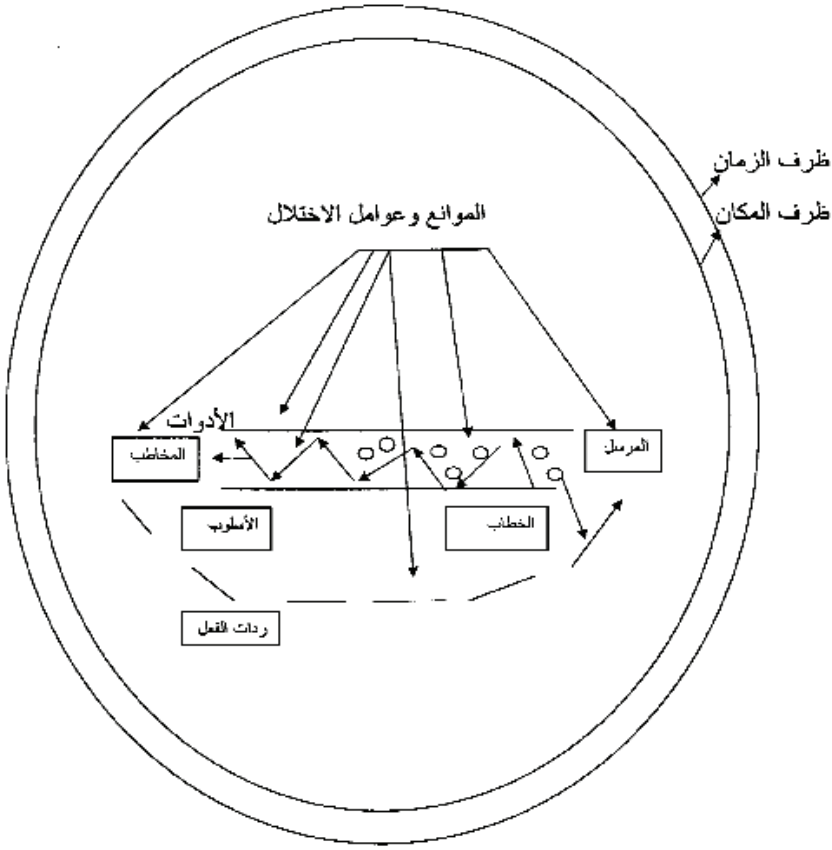 ظرف الزمان
ظرف المكان
الموانع وعوامل الاختلال
الأدوات
المرسل
المخاطب
الخطاب
الأسلوب
ردات الفعل